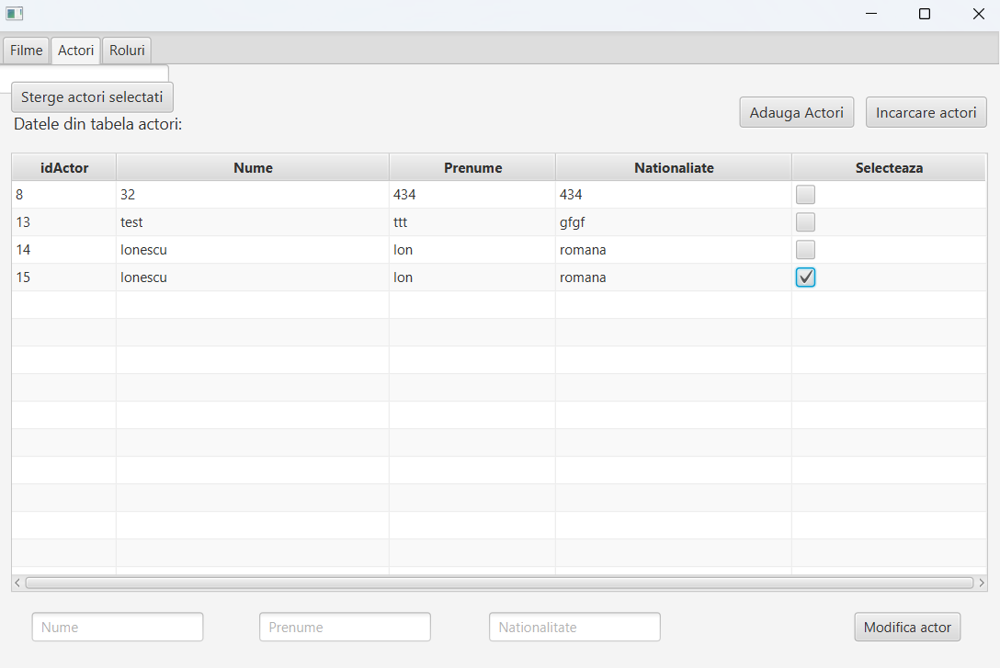 Filme Actori Roluri
Sterge actori selectati
Datele din tabela actori:
Adauga Actori Incarcare actori
idActor Nume Prenume Nationaliate Selecteaza
8 32 434 434
13 test ttt gfgf
14 Ionescu Ion romana
15 Ionescu Ion romana
Nume Prenume Nationalitate Modifica actor